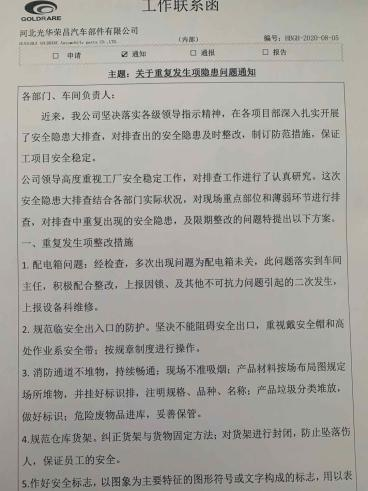 工作联系函
GOLDRARE
河北光华荣昌汽车部件有限公司
(内部)
编号：HBGH-2020-08-05
□ 申请
☑ 通知
□ 通报
□ 报告
主题：关于重复发生项隐患问题通知
各部门、车间负责人：
近来，我公司坚决落实各级领导指示精神，在各项目部深入扎实开展
了安全隐患大排查，对排查出的安全隐患及时整改，制订防范措施，保证
工项目安全稳定。
公司领导高度重视工厂安全稳定工作，对排查工作进行了认真研究。这次
安全隐患大排查结合各部门实际状况，对现场重点部位和薄弱环节进行排
查，对排查中重复出现的安全隐患，及限期整改的问题特提出以下方案。
一、重复发生项整改措施
1. 配电箱问题：经检查，多次出现问题为配电箱未关，此问题落实到车间
主任，积极配合整改，上报因锁、及其他不可抗力问题引起的二次发生，
上报设备科维修。
2. 规范临安全出入口的防护。坚决不能阻碍安全出口，重视戴安全帽和高
处作业系安全带；按规章制度进行操作。
3. 消防通道不堆物，持续畅通；现场不准吸烟；产品材料按场布局图规定
场所堆物，并挂好标识排，注明规格、品种、名称；产品垃圾分类堆放，
做好标识；危险废物品进库，妥善保管。
4.规范仓库货架。纠正货架与货物固定方法；对货架进行封闭，防止坠落伤
人，保证员工的安全。
5.作好安全标志，以图象为主要特征的图形符号或文字构成的标志，用以表